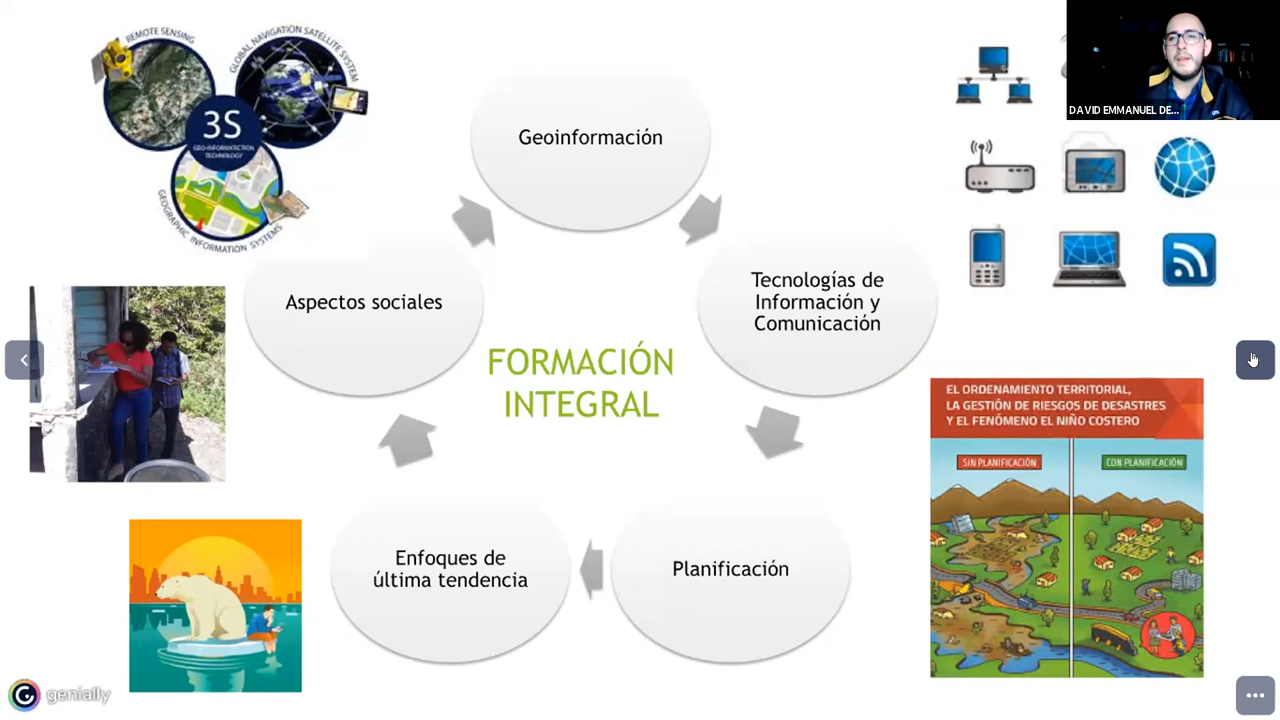 REMOTE SENSING
GLOBAL NAVIGATION SATELLITE SYSTEM
3S
GEO-INFORMATICTION
TECHNOLOGY
GEOGRAPHIC INFORMATION SYSTEMS
Geoinformación
DAVID EMMANUEL DE...
Aspectos sociales
Tecnologías de
Información y
Comunicación
FORMACIÓN
INTEGRAL
EL ORDENAMIENTO TERRITORIAL,
LA GESTIÓN DE RIESGOS DE DESASTRES
Y EL FENÓMENO EL NIÑO COSTERO
SIN PLANIFICACIÓN
CON PLANIFICACIÓN
Enfoques de
última tendencia
Planificación
genially